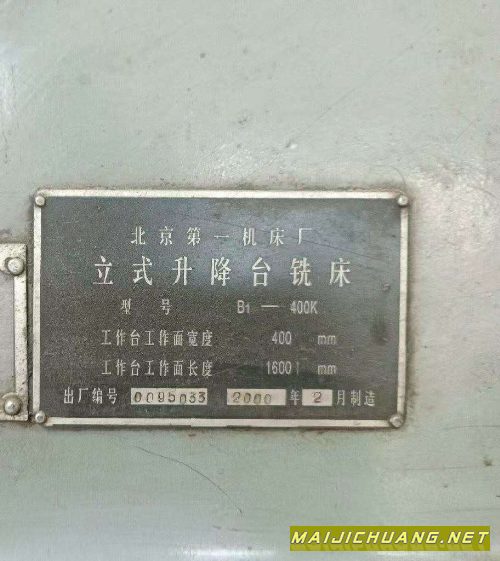 北京第一机床厂
立式升降台铣床
型号 B1—400K
工作台工作面宽度 400 mm
工作台工作面长度 1600 mm
出厂编号 0095033 2000 年 2 月制造
MAIJICHUANG.NET